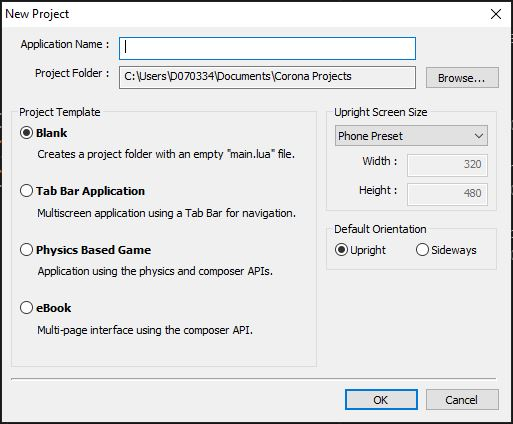 New Project
Application Name :
Project Folder : C:\Users\D070334\Documents\Corona Projects Browse...
Project Template
Blank
Creates a project folder with an empty "main.lua" file.
Tab Bar Application
Multiscreen application using a Tab Bar for navigation.
Physics Based Game
Application using the physics and composer APIs.
eBook
Multi-page interface using the composer API.
Upright Screen Size
Phone Preset
Width : 320
Height : 480
Default Orientation
Upright Sideways
OK Cancel